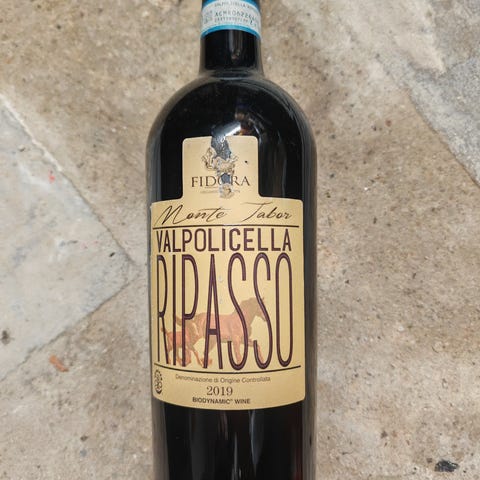 FIDORA
Monte Tabor
VALPOLICELLA
RIPASSO
Denominazione di Origine Controllata
2019
BIODYNAMIC® WINE